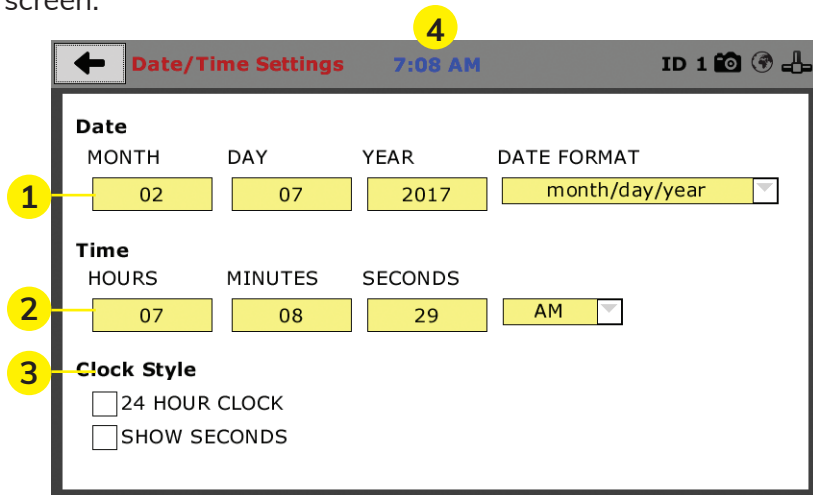 screen.
4
Date/Time Settings 7:08 AM ID 1
Date
MONTH DAY YEAR DATE FORMAT
1 02 07 2017 month/day/year
Time
HOURS MINUTES SECONDS
2 07 08 29 AM
3 Clock Style
24 HOUR CLOCK
SHOW SECONDS